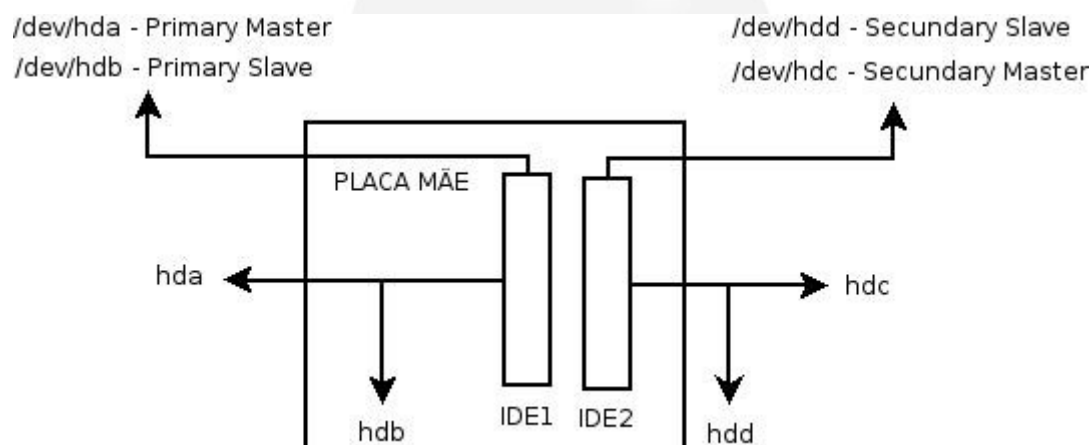 /dev/hda - Primary Master
/dev/hdb - Primary Slave
/dev/hdd - Secundary Slave
/dev/hdc - Secundary Master
PLACA MÃE
hda
hdc
IDE1
IDE2
hdb
hdd